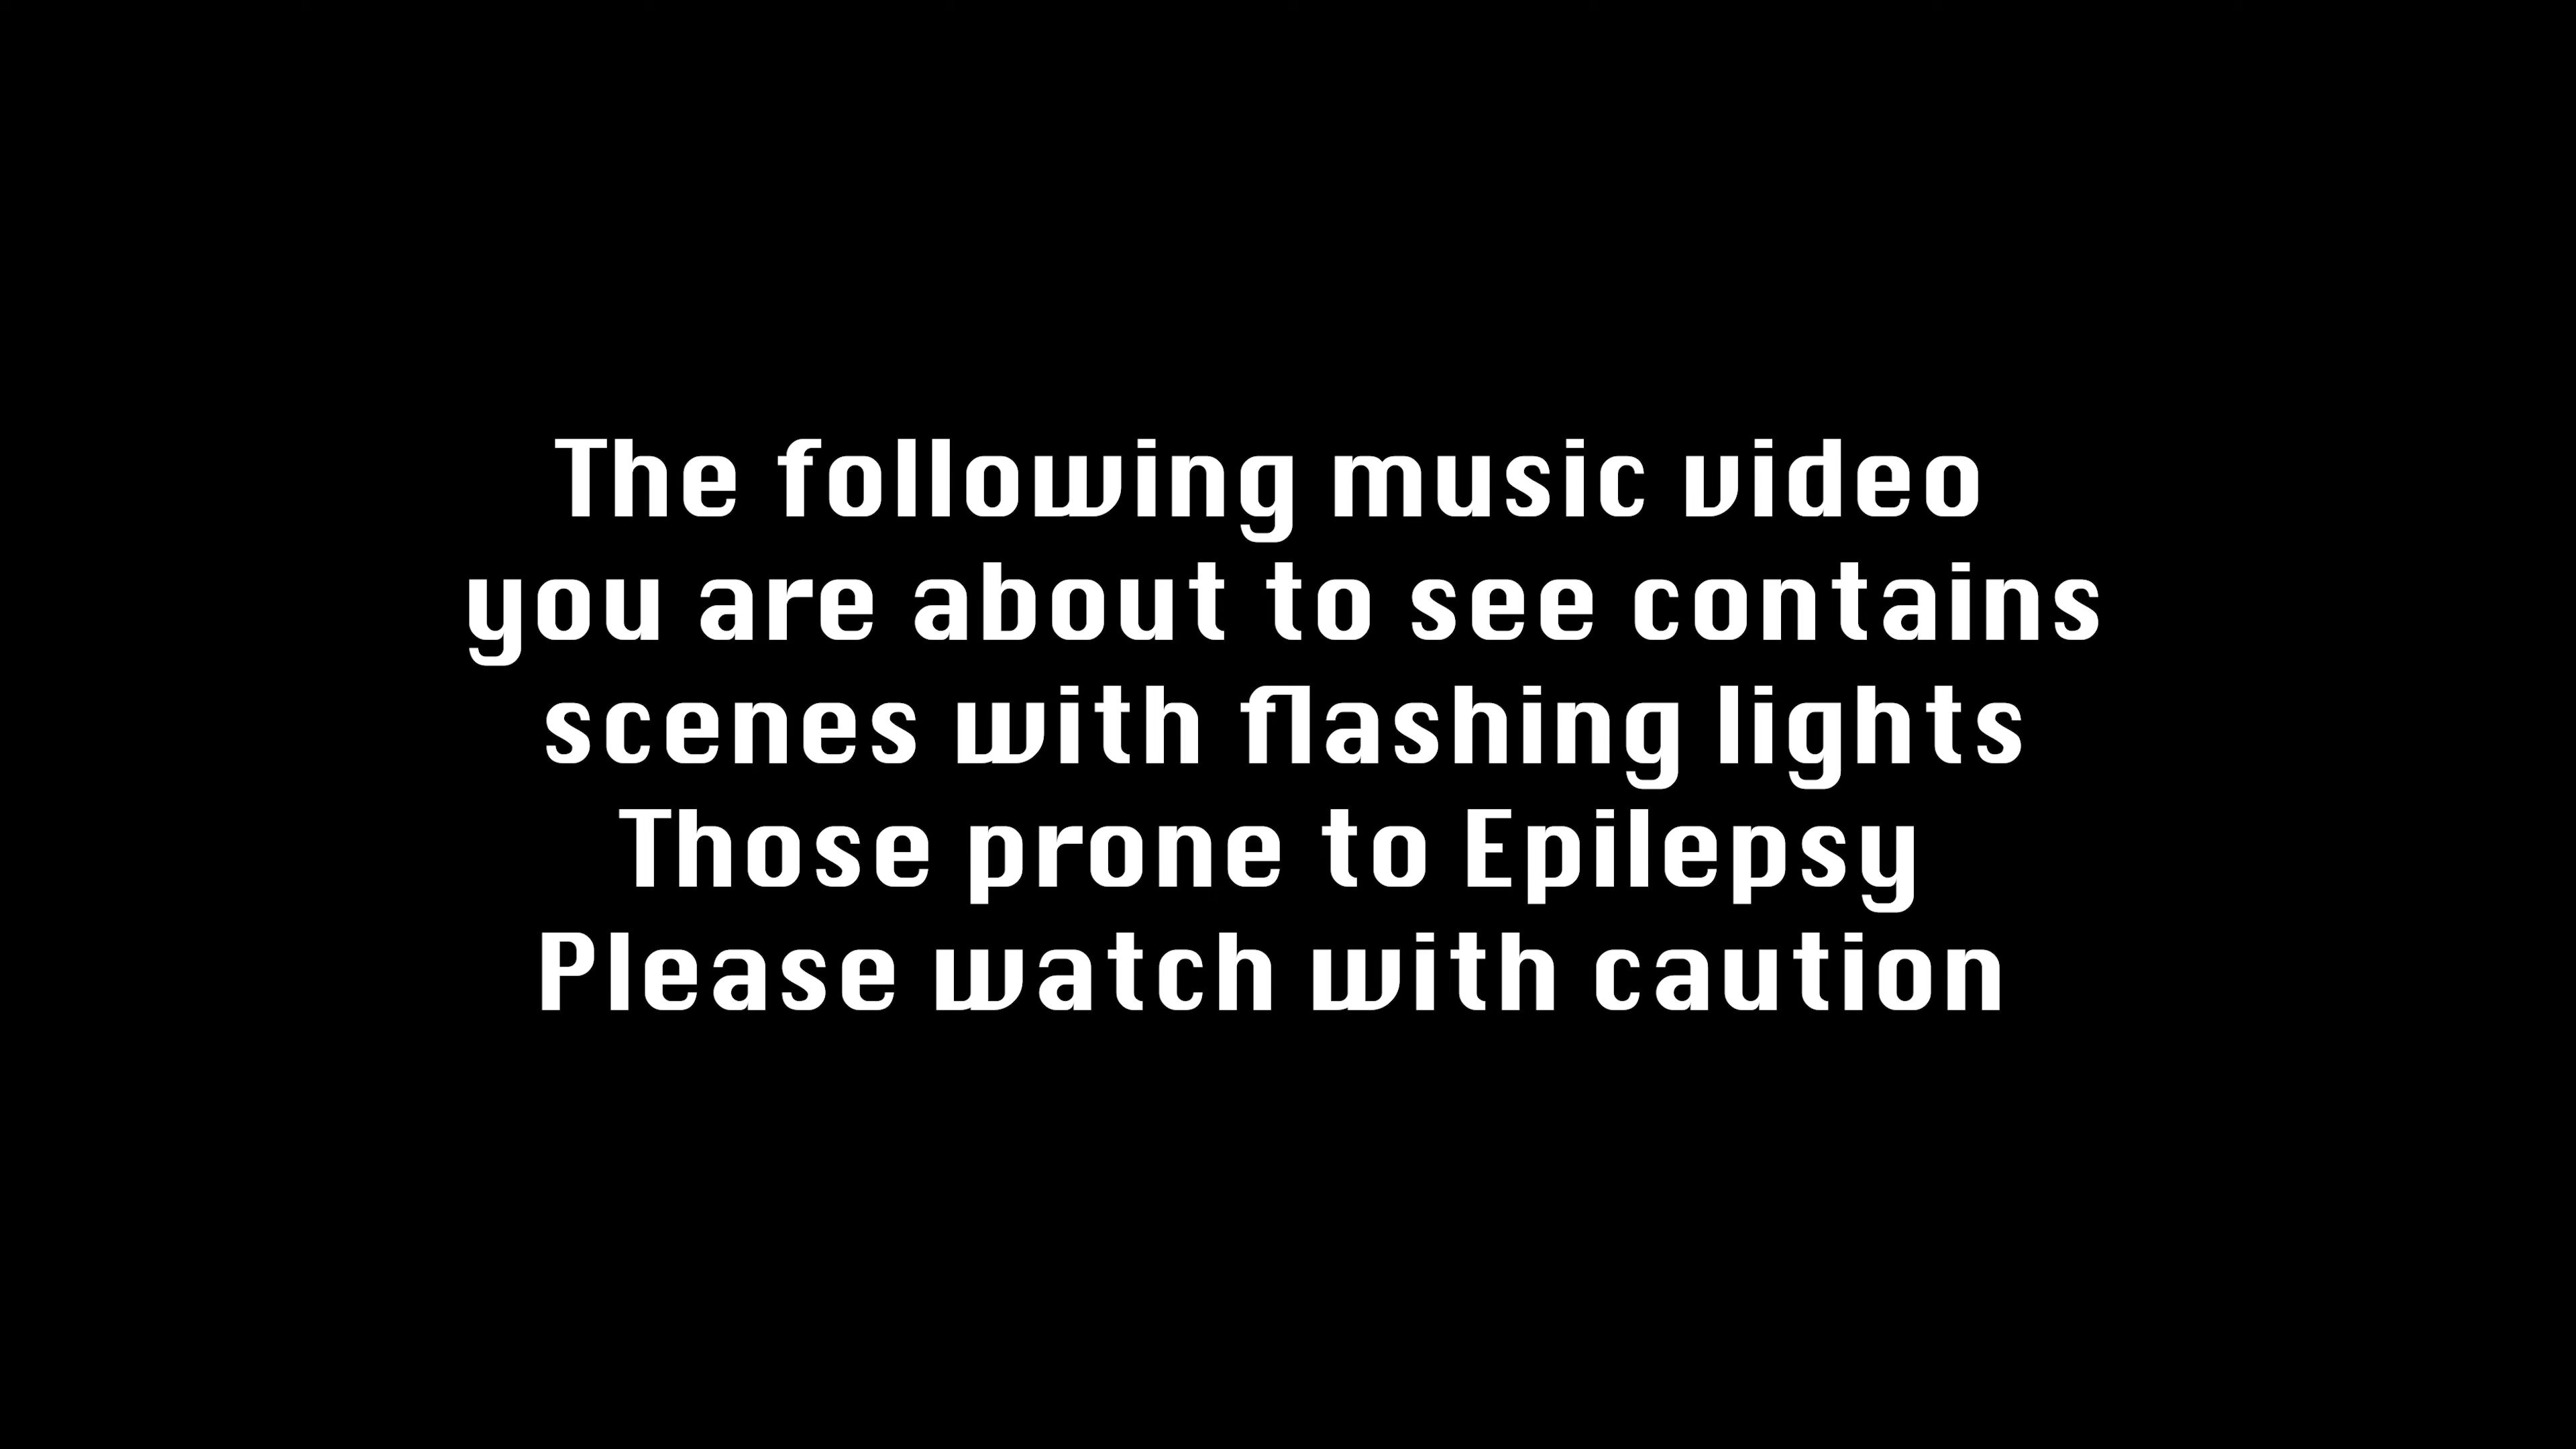 The following music video
you are about to see contains
scenes with flashing lights
Those prone to Epilepsy
Please watch with caution